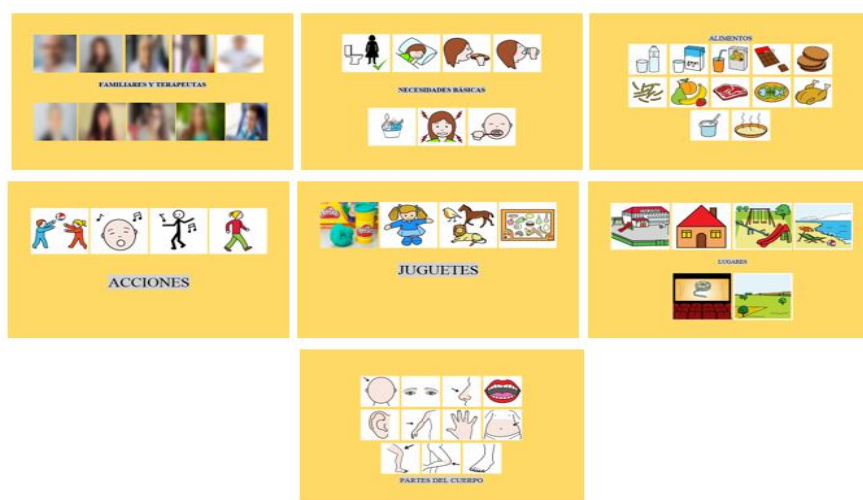 FAMILIARES Y TERAPEUTAS
NECESIDADES BÁSICAS
ALIMENTOS
ACCIONES
JUGUETES
LUGARES
PARTES DEL CUERPO